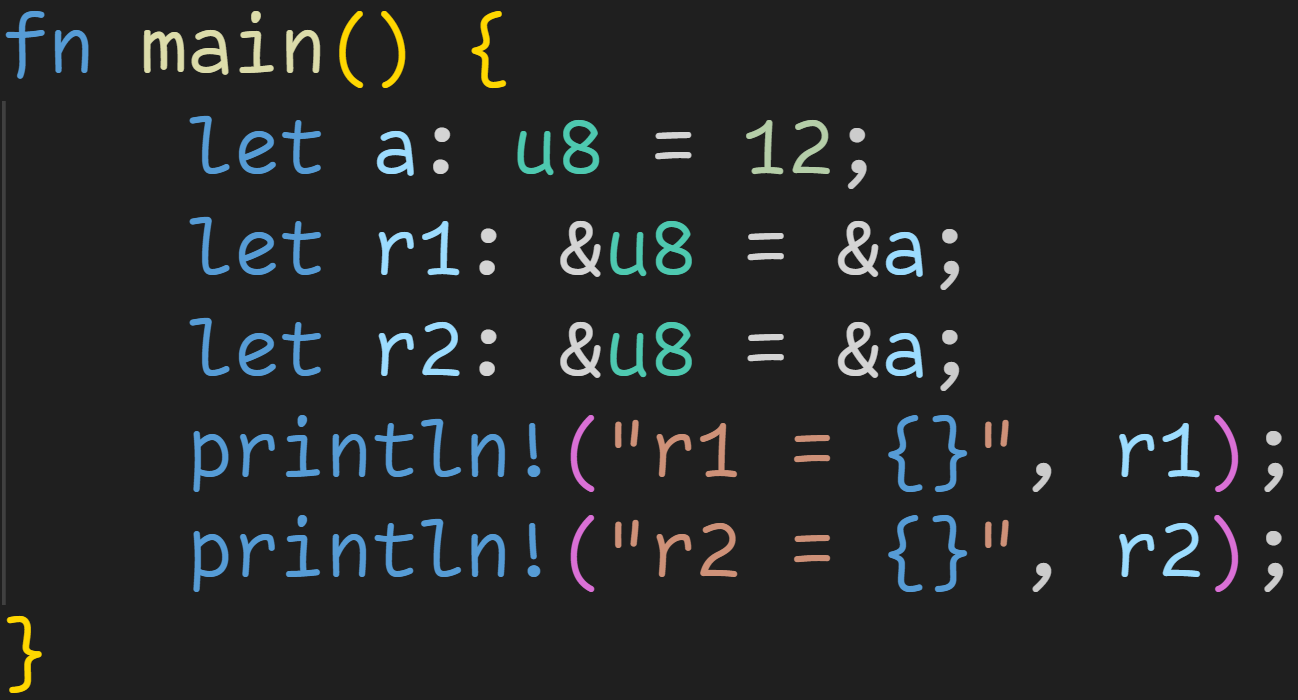 fn main() {
    let a: u8 = 12;
    let r1: &u8 = &a;
    let r2: &u8 = &a;
    println!("r1 = {}", r1);
    println!("r2 = {}", r2);
}